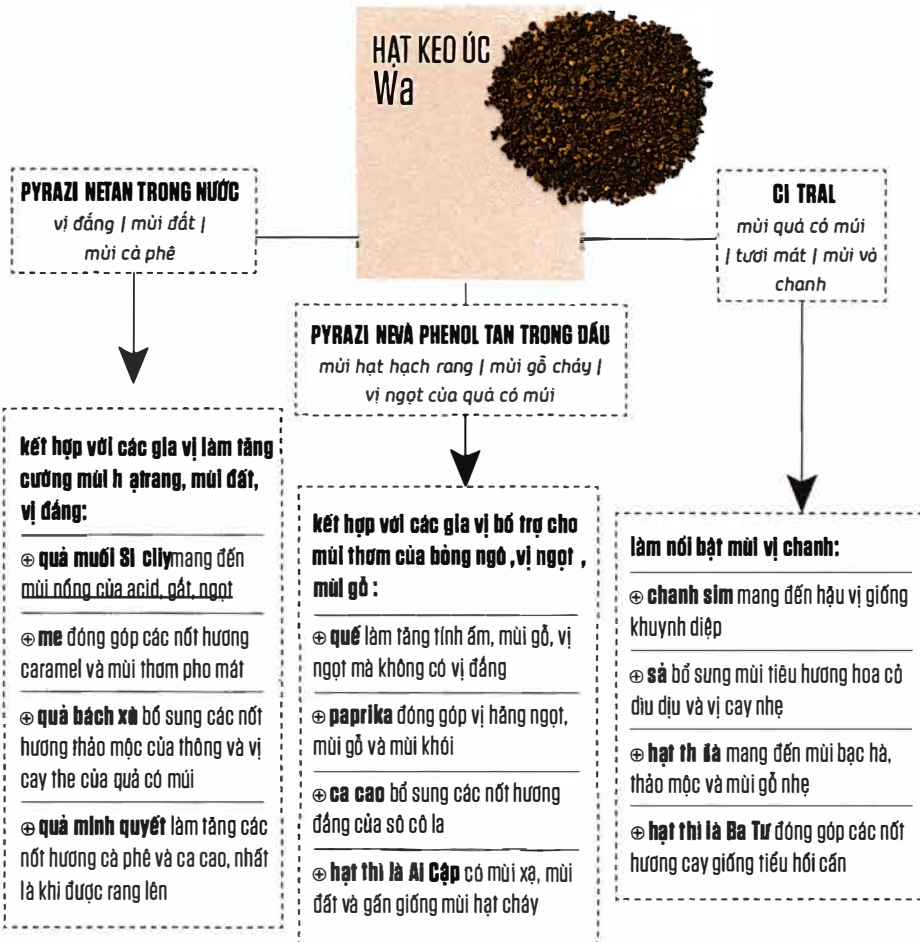 HẠT KEO ÚC
Wa
PYRAZI NETAN TRONG NƯỚC
vị đắng | mùi đất |
mùi cà phê
CI TRAL
mùi quả có múi
| tươi mát | mùi vỏ
chanh
PYRAZI NEVÀ PHENOL TAN TRONG DẦU
mùi hạt hạch rang | mùi gỗ cháy |
vị ngọt của quả có múi
kết hợp với các gia vị làm tăng
cường mùi h ạtrang, mùi đất,
vị đắng:
⊕ quả muối Si cilymang đến
mùi nồng của acid, gắt, ngọt
⊕ me đóng góp các nốt hương
caramel và mùi thơm pho mát
⊕ quả bách xù bổ sung các nốt
hương thảo mộc của thông và vị
cay the của quả có múi
⊕ quả minh quyết làm tăng các
nốt hương cà phê và ca cao, nhất
là khi được rang lên
kết hợp với các gia vị bổ trợ cho
mùi thơm của bỏng ngô ,vị ngọt ,
mùi gỗ :
⊕ quế làm tăng tính ấm, mùi gỗ, vị
ngọt mà không có vị đắng
⊕ paprika đóng góp vị hăng ngọt,
mùi gỗ và mùi khói
⊕ ca cao bổ sung các nốt hương
đắng của sô cô la
⊕ hạt thì là Ai Cập có mùi xạ, mùi
đất và gần giống mùi hạt cháy
làm nổi bật mùi vị chanh:
⊕ chanh sim mang đến hậu vị giống
khuynh diệp
⊕ sả bổ sung mùi tiêu hương hoa cỏ
dìu dịu và vị cay nhẹ
⊕ hạt th ìlà mang đến mùi bạc hà,
thảo mộc và mùi gỗ nhẹ
⊕ hạt thì là Ba Tư đóng góp các nốt
hương cay giống tiểu hồi cần